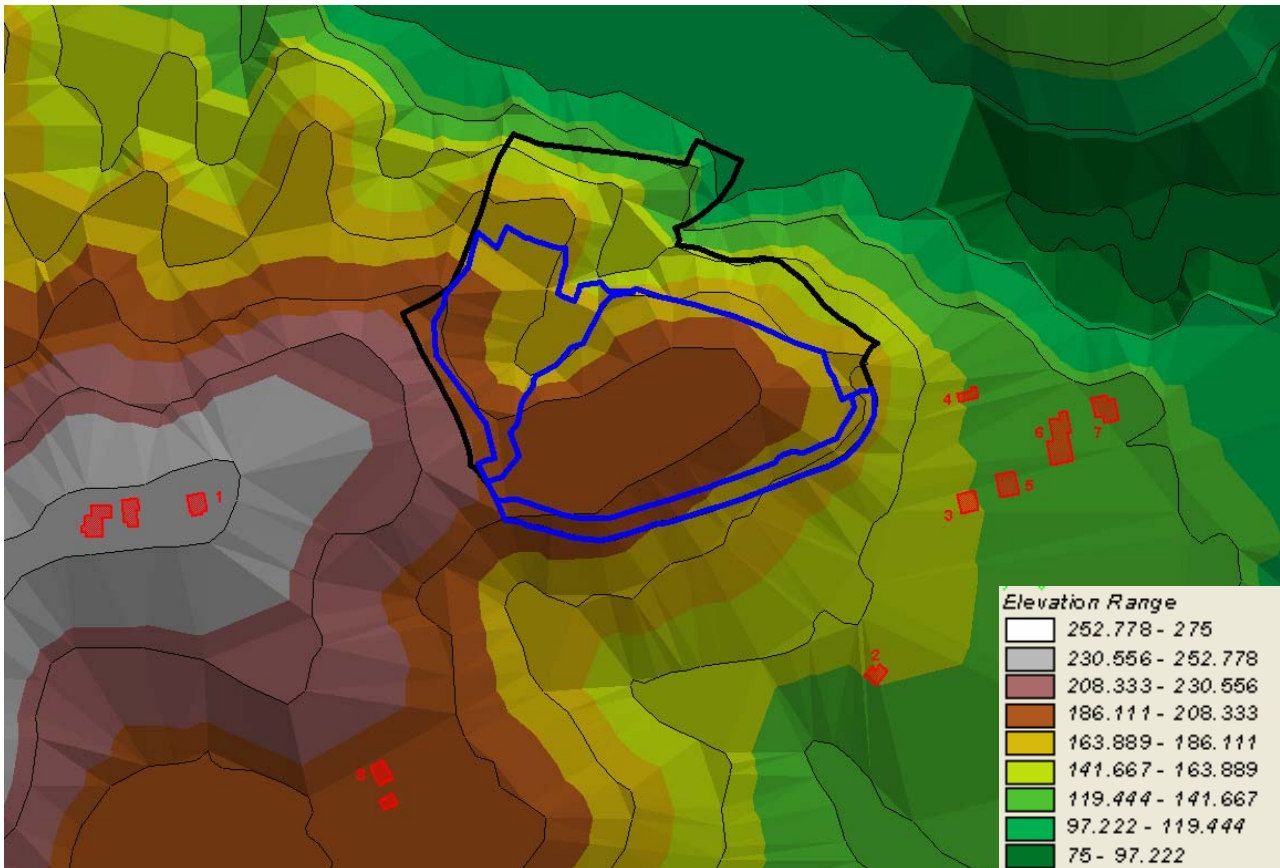 4
6
7
1
5
3
2
Elevation Range
252.778 - 275
230.556 - 252.778
208.333 - 230.556
186.111 - 208.333
163.889 - 186.111
141.667 - 163.889
119.444 - 141.667
97.222 - 119.444
75 - 97.222